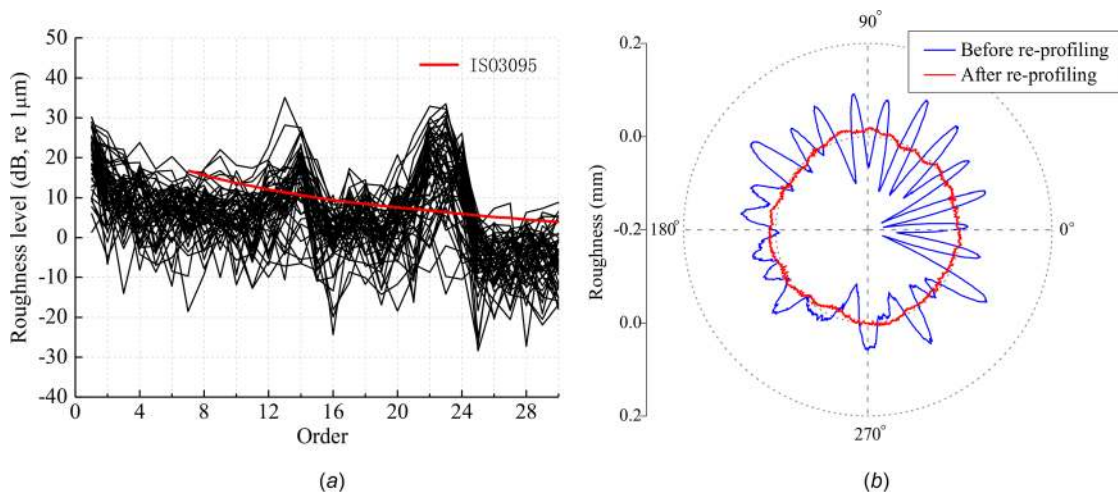 50
40
30
20
10
0
-10
-20
-30
-40
Roughness level (dB, re 1μm)
ISO3095
0 4 8 12 16 20 24 28
Order
(a)
90°
0.2
0.0
-0.2
0.0
0.2
Roughness (mm)
Before re-profiling
After re-profiling
180°
0°
270°
(b)